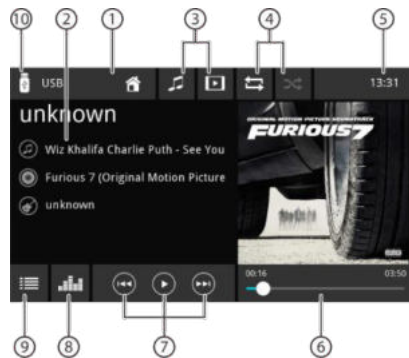 10 2 1 3 4 5
USB 13:31
unknown
ORIGINAL MOTION PICTURE SOUNDTRACK
FURIOUS 7
Wiz Khalifa Charlie Puth - See You
Furious 7 (Original Motion Picture
unknown
00:16 03:50
9 8 7 6